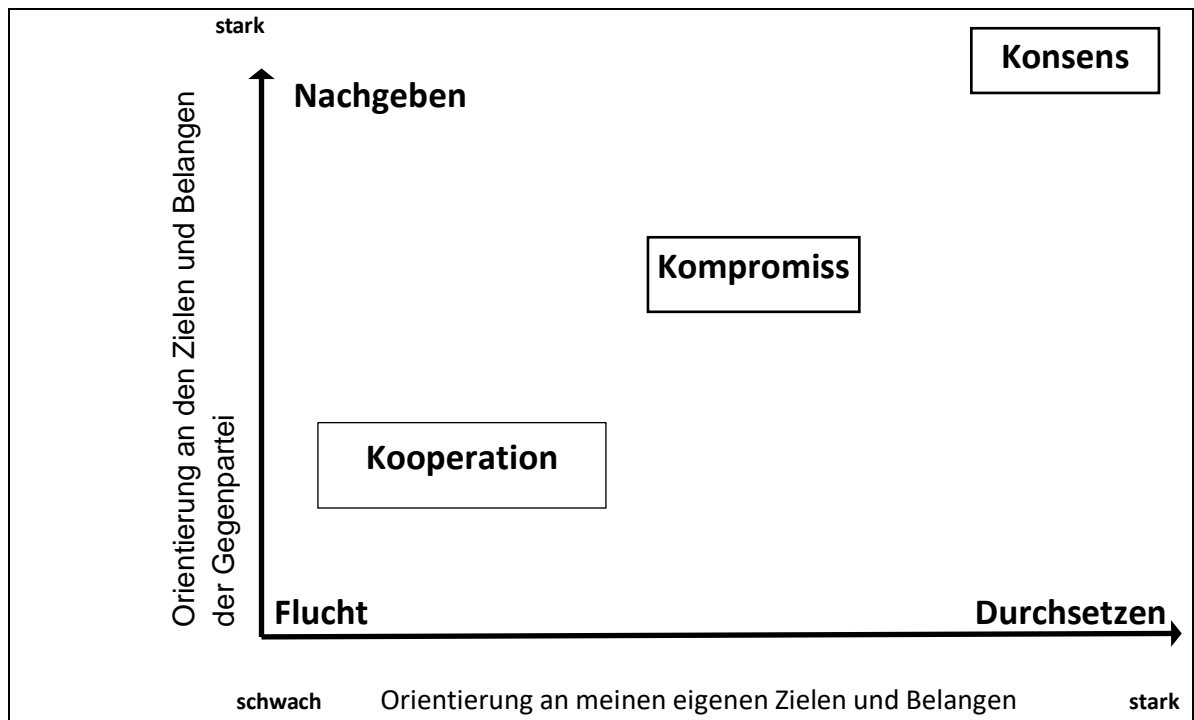 stark
Konsens
Nachgeben
Orientierung an den Zielen und Belangen
der Gegenpartei
Kompromiss
Kooperation
Flucht
Durchsetzen
schwach
Orientierung an meinen eigenen Zielen und Belangen
stark